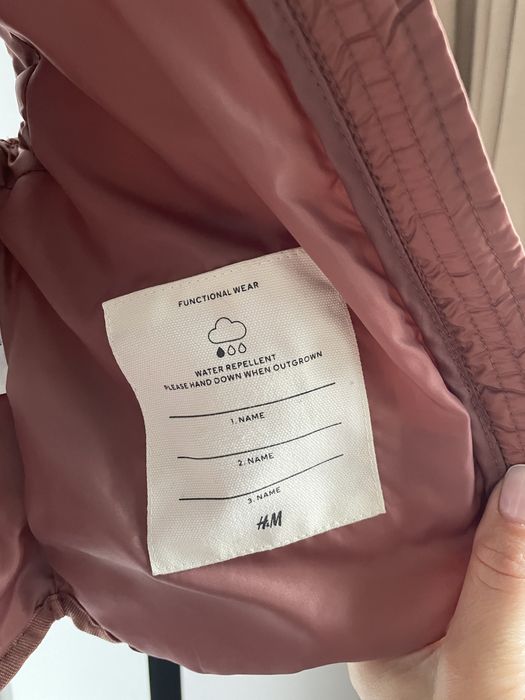 FUNCTIONAL WEAR
WATER REPELLENT
PLEASE HAND DOWN WHEN OUTGROWN
1. NAME
2. NAME
3. NAME
H&M